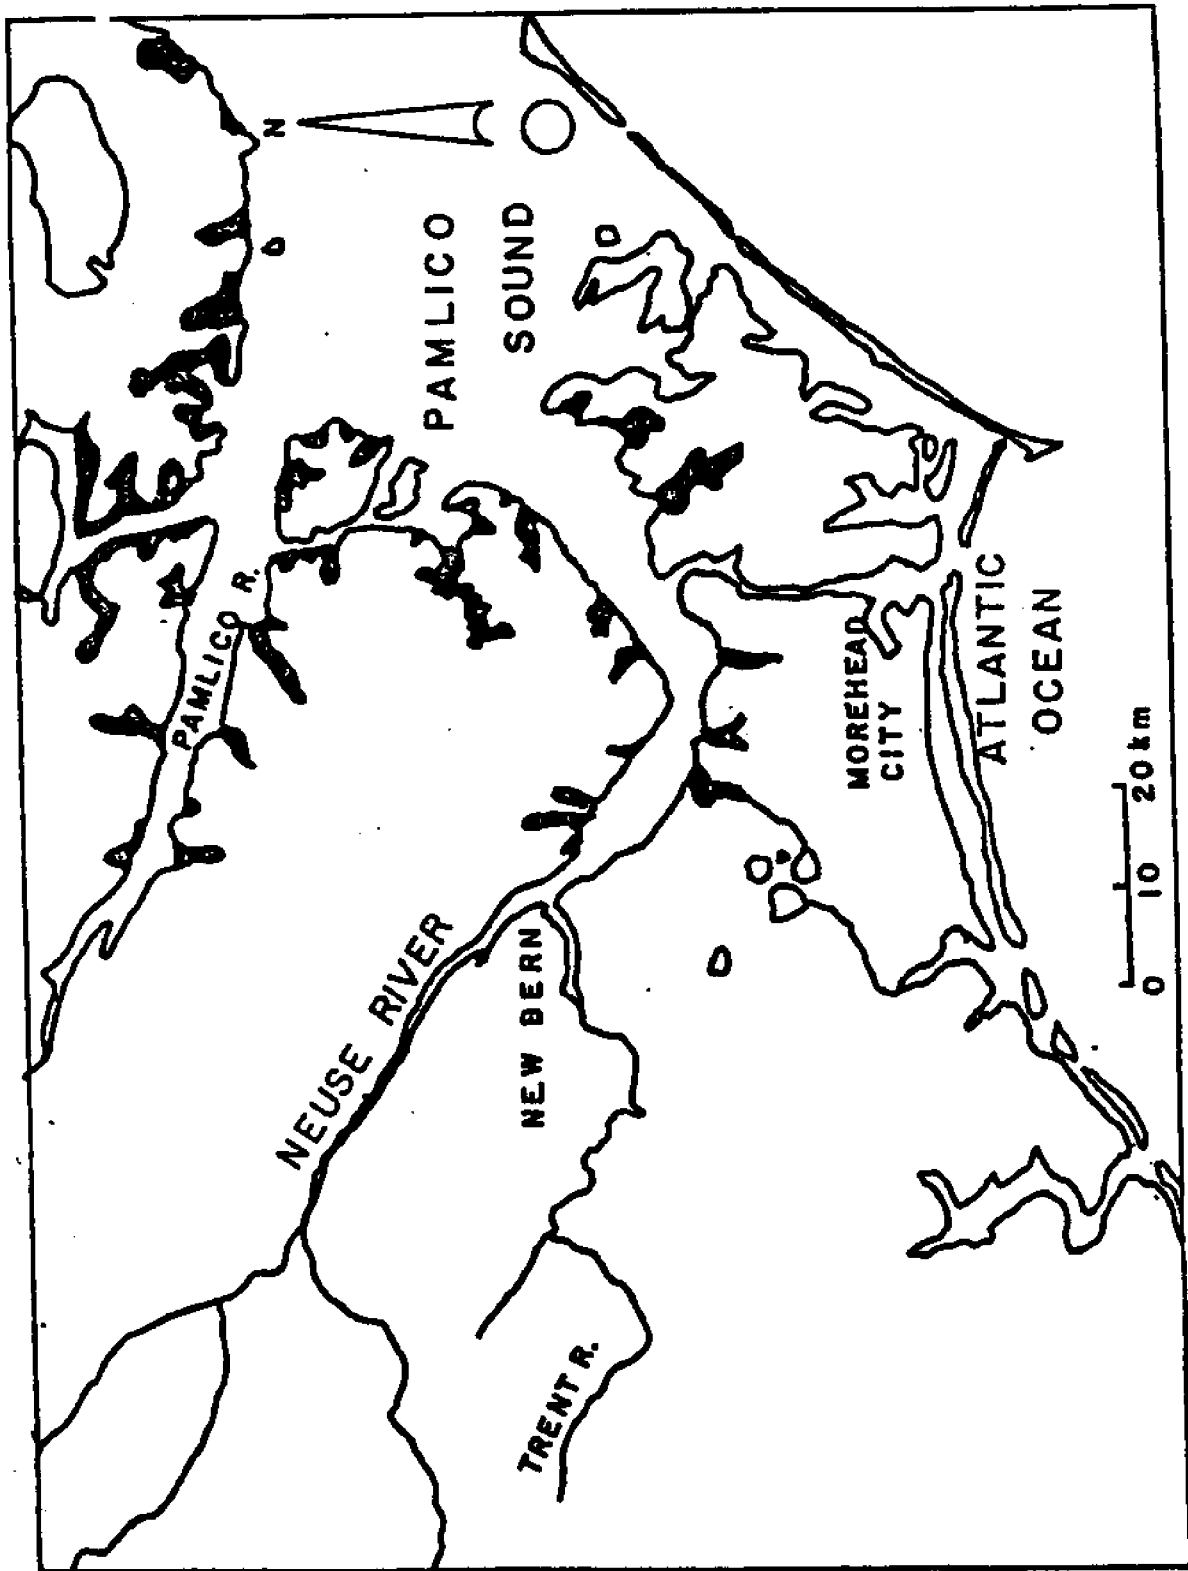 N
PAMLICO
SOUND
PAMLICO R.
NEUSE RIVER
NEW BERN
MOREHEAD
CITY
TRENT R.
ATLANTIC
OCEAN
0 10 20 km